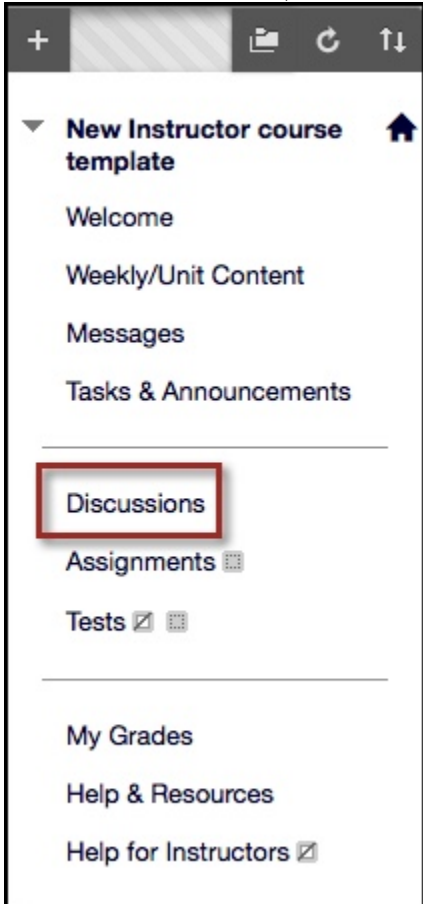 New Instructor course
template
Welcome
Weekly/Unit Content
Messages
Tasks & Announcements
Discussions
Assignments
Tests
My Grades
Help & Resources
Help for Instructors